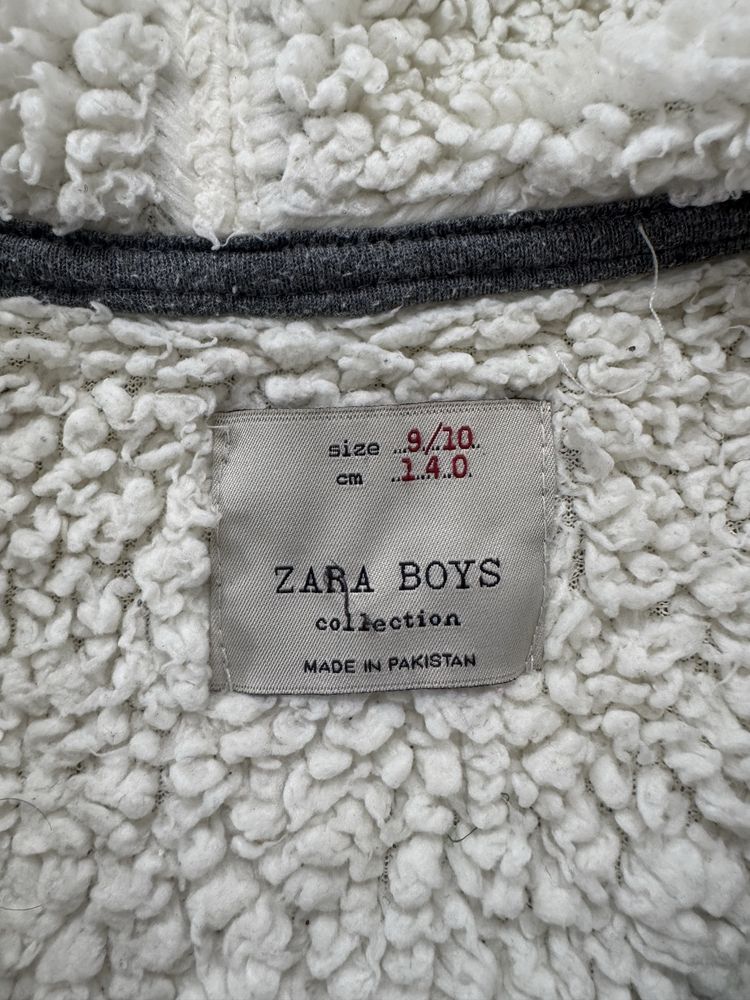 size 9/10
cm 140
ZARA BOYS
collection
MADE IN PAKISTAN